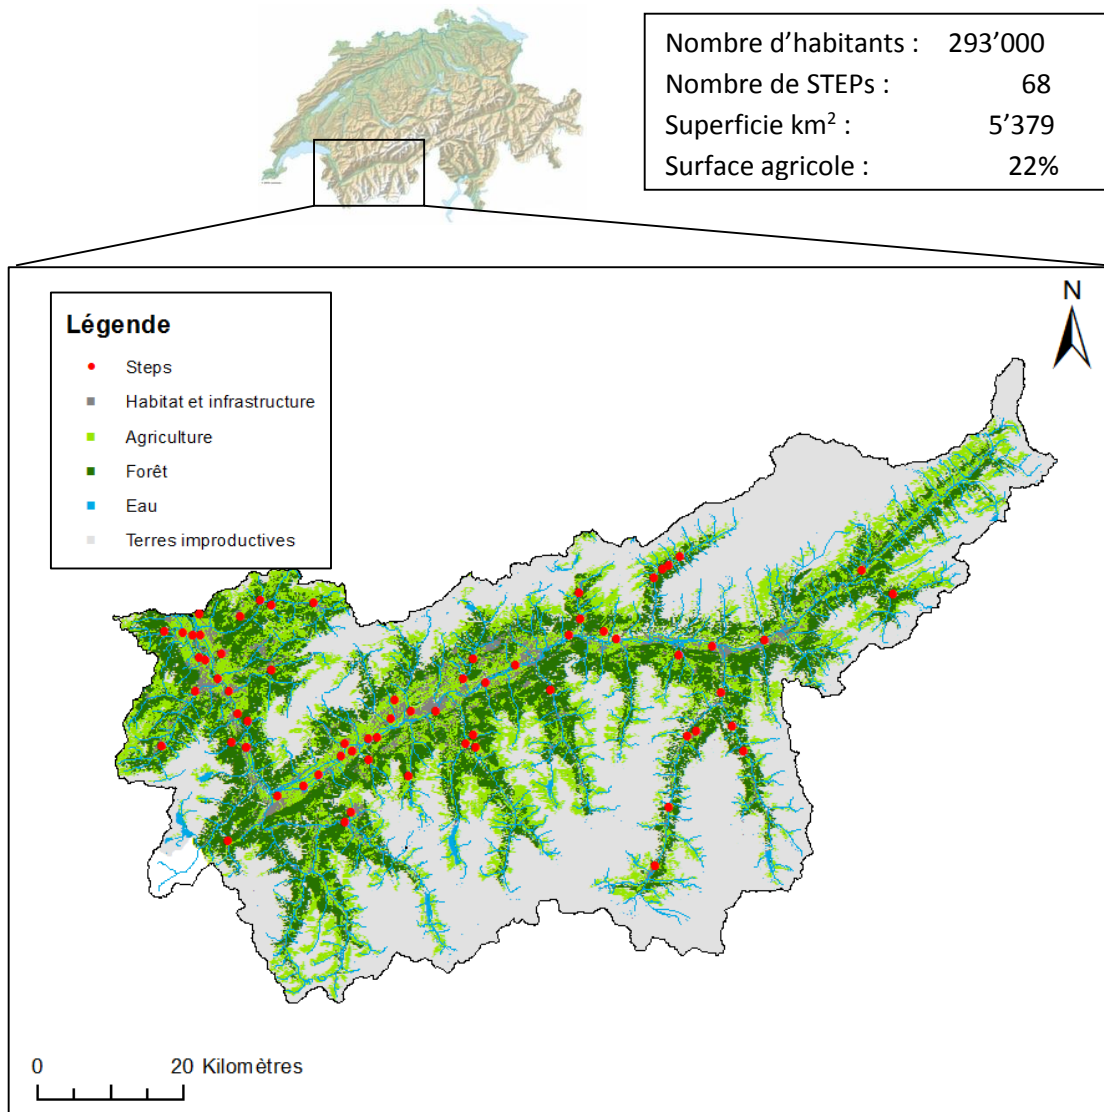 Nombre d’habitants : 293’000
Nombre de STEPs : 68
Superficie km² : 5’379
Surface agricole : 22%
N
Légende
Steps
Habitat et infrastructure
Agriculture
Forêt
Eau
Terres improductives
0 20 Kilomètres